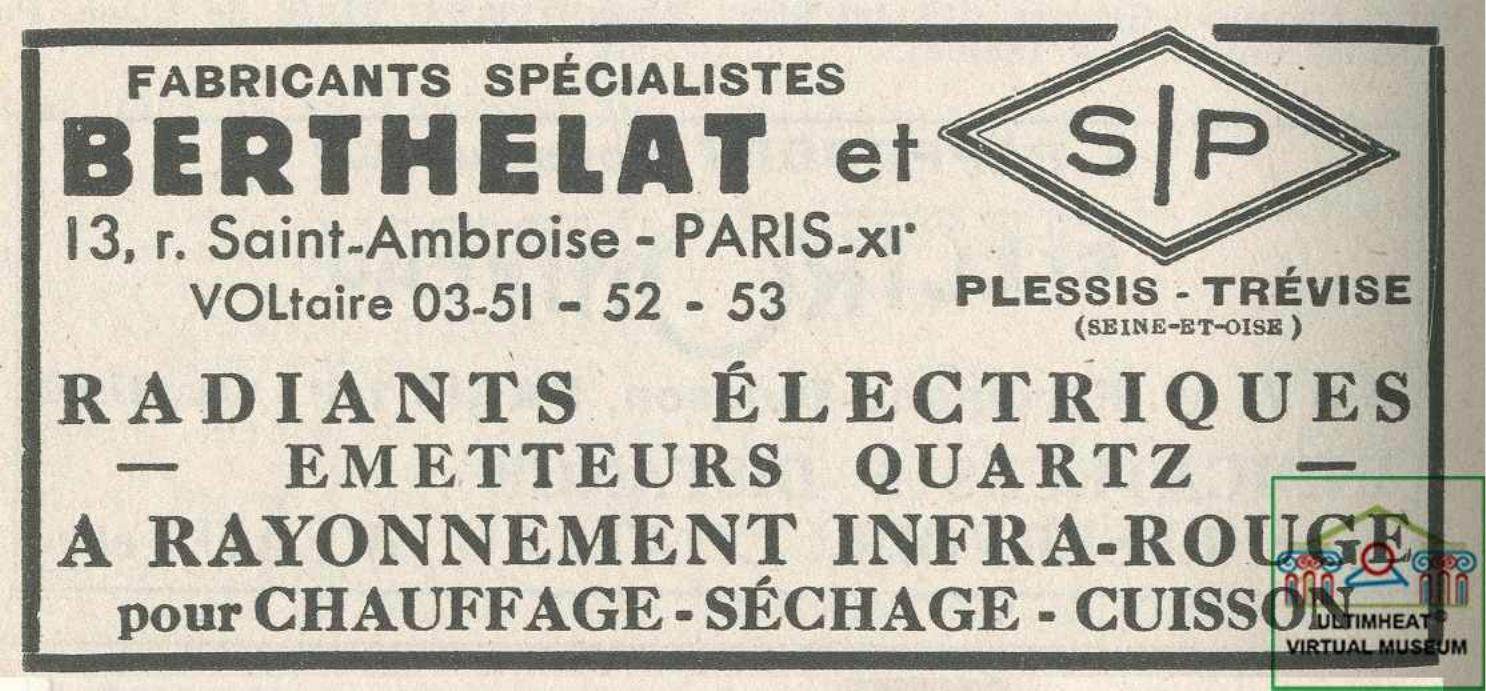 FABRICANTS SPÉCIALISTES
BERTHELAT et
S|P
13, r. Saint-Ambroise - PARIS-XIe
VOLtaire 03-51 - 52 - 53
PLESSIS - TRÉVISE
(SEINE-ET-OISE)
RADIANTS ÉLECTRIQUES
— EMETTEURS QUARTZ —
A RAYONNEMENT INFRA-ROUGE
pour CHAUFFAGE - SÉCHAGE - CUISSON
ULTIMHEAT®
VIRTUAL MUSEUM